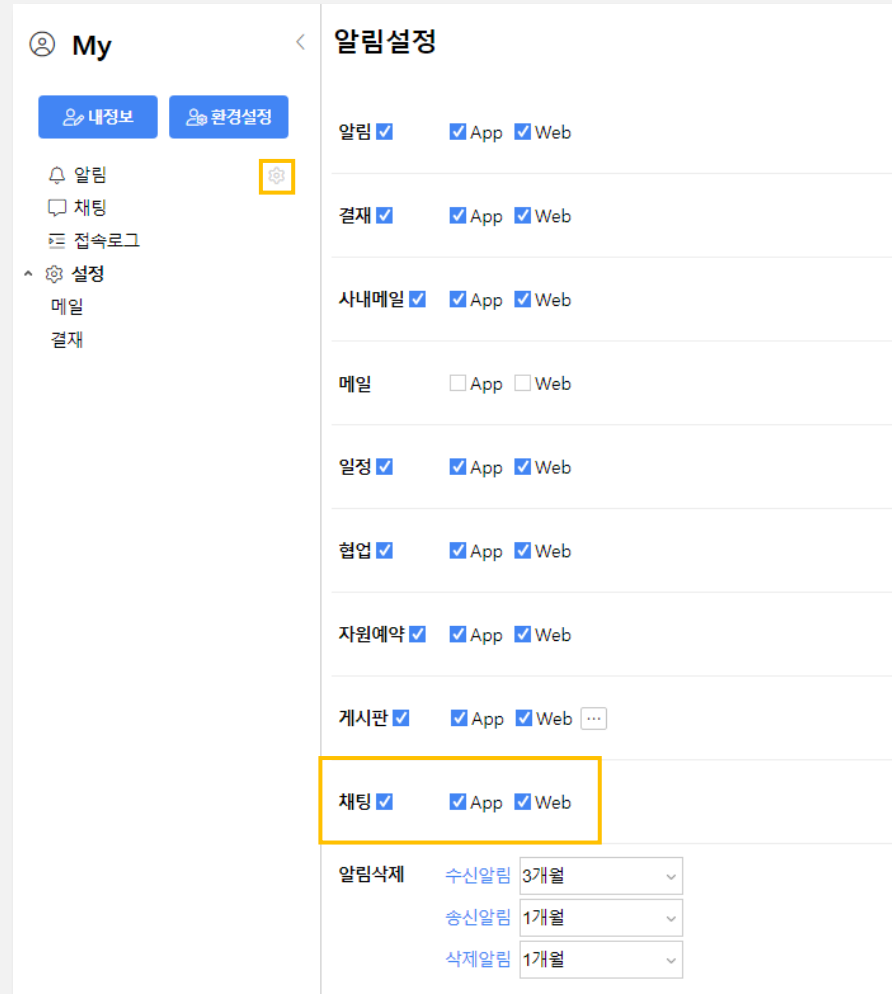 My
내정보
환경설정
알림
채팅
접속로그
설정
메일
결재
알림설정
알림 App Web
결재 App Web
사내메일 App Web
메일 App Web
일정 App Web
협업 App Web
자원예약 App Web
게시판 App Web ...
채팅 App Web
알림삭제 수신알림 3개월
송신알림 1개월
삭제알림 1개월